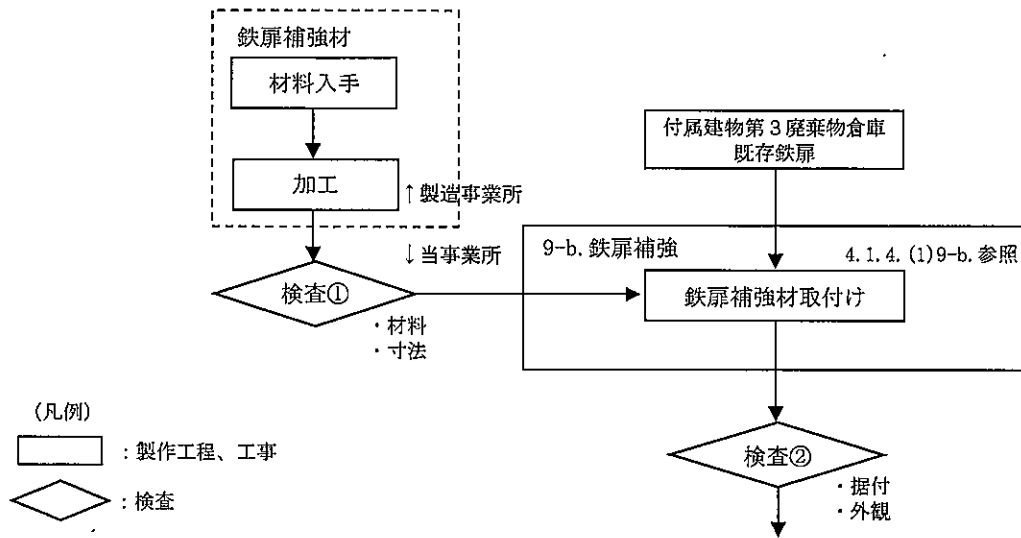 鉄扉補強材
材料入手
加工
↑製造事業所
↓当事業所
検査①
・材料
・寸法
付属建物第3廃棄物倉庫
既存鉄扉
9-b.鉄扉補強
4.1.4.(1)9-b.参照
鉄扉補強材取付け
検査②
・据付
・外観
(凡例)
:製作工程、工事
:検査